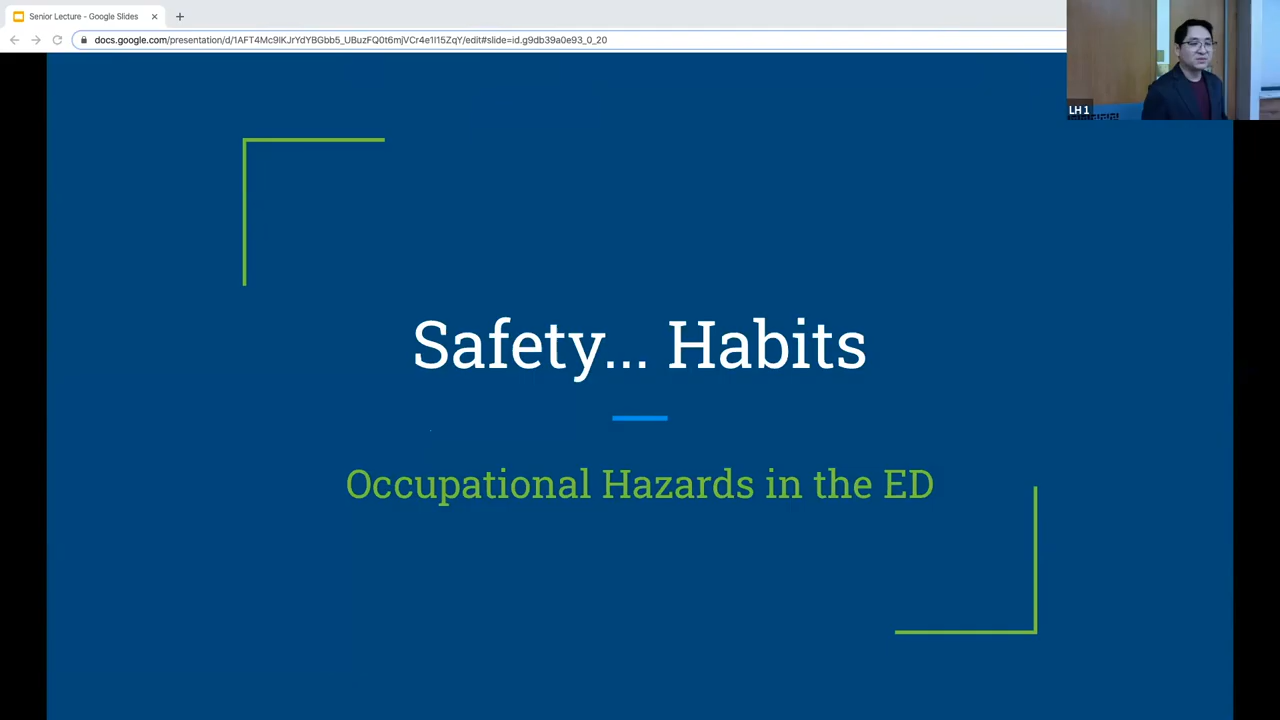 Senior Lecture - Google Slides
docs.google.com/presentation/d/1AFT4Mc9IKJrYdYBGbb5_UBuzFQ0t6mjVCr4e1I15ZqY/edit#slide=id.g9db39a0e93_0_20
LH 1
Safety... Habits
Occupational Hazards in the ED